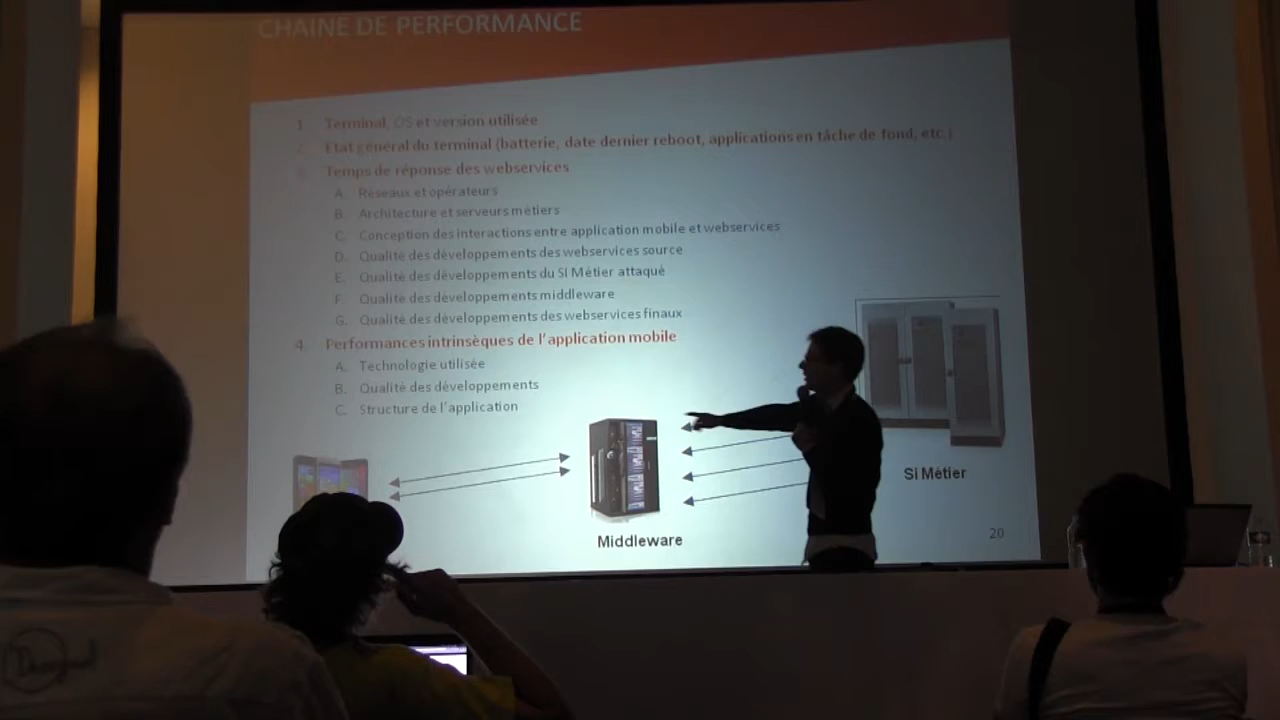 CHAINE DE PERFORMANCE
1. Terminal, OS et version utilisée
2. Etat général du terminal (batterie, date dernier reboot, applications en tâche de fond, etc.)
3. Temps de réponse des webservices
A. Réseaux et opérateurs
B. Architecture et serveurs métiers
C. Conception des interactions entre application mobile et webservices
D. Qualité des développements des webservices source
E. Qualité des développements du SI Métier attaqué
F. Qualité des développements middleware
G. Qualité des développements des webservices finaux
4. Performances intrinsèques de l'application mobile
A. Technologie utilisée
B. Qualité des développements
C. Structure de l'application
Si Métier
Middleware
20